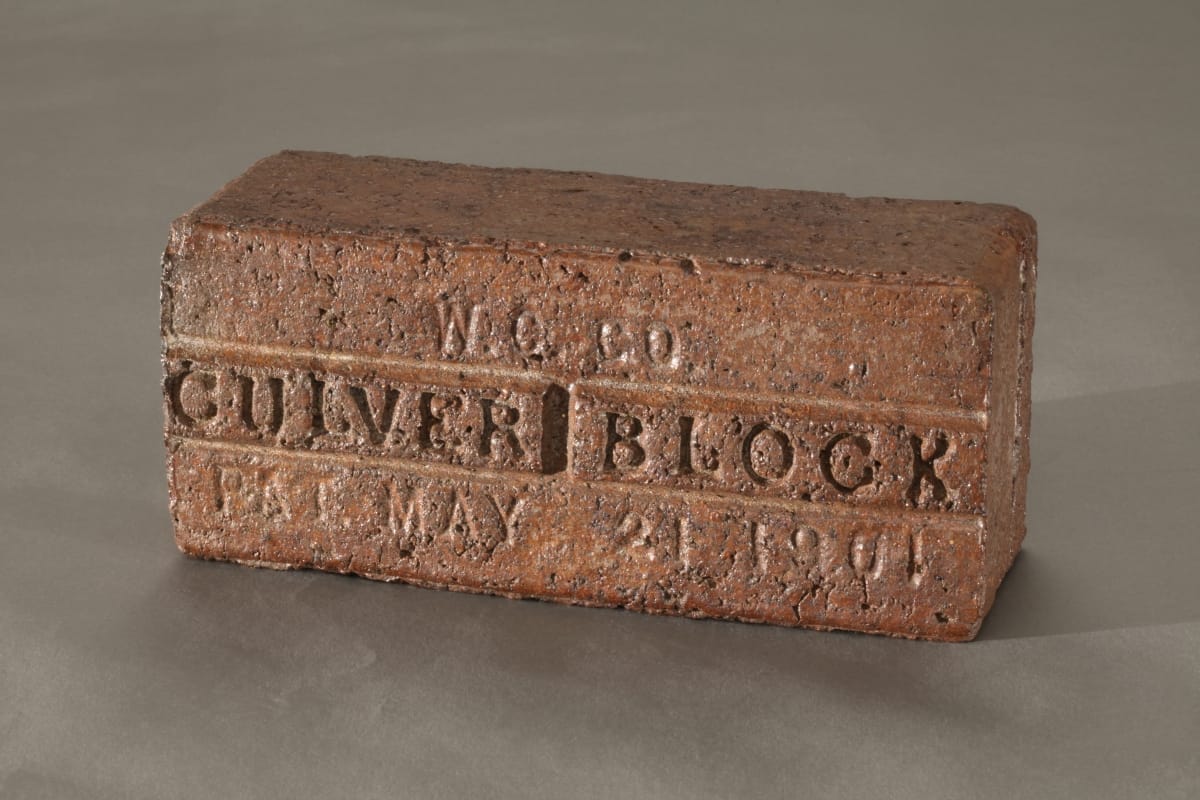 W.C. CO
CULVER BLOCK
PAT MAY 21 1901